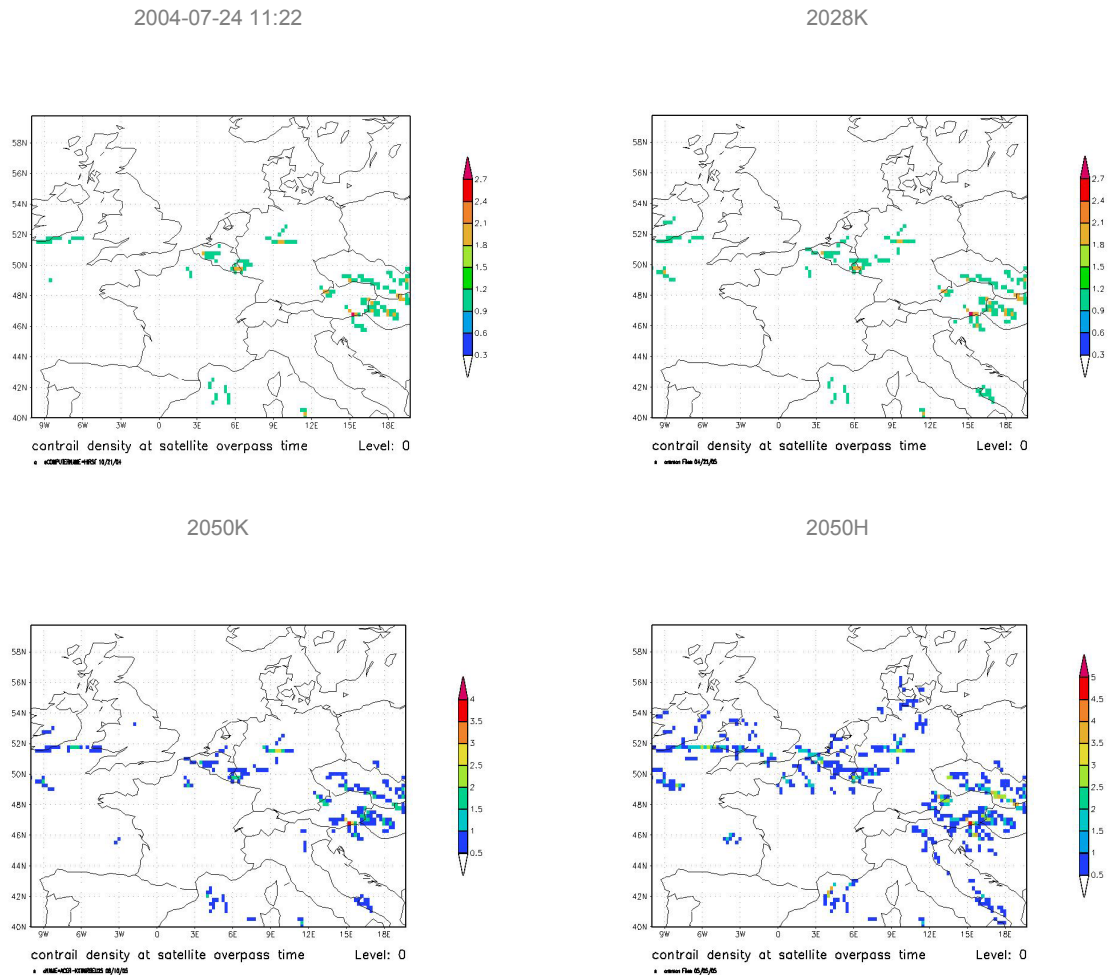 2004-07-24 11:22
58N
56N
54N
52N
50N
48N
46N
44N
42N
40N
9W 6W 3W 0 3E 6E 9E 12E 15E 18E
2.7
2.4
2.1
1.8
1.5
1.2
0.9
0.6
0.3
contrail density at satellite overpass time Level: 0
2028K
58N
56N
54N
52N
50N
48N
46N
44N
42N
40N
9W 6W 3W 0 3E 6E 9E 12E 15E 18E
2.7
2.4
2.1
1.8
1.5
1.2
0.9
0.6
0.3
contrail density at satellite overpass time Level: 0
2050K
58N
56N
54N
52N
50N
48N
46N
44N
42N
40N
9W 6W 3W 0 3E 6E 9E 12E 15E 18E
4
3.5
3
2.5
2
1.5
1
0.5
contrail density at satellite overpass time Level: 0
2050H
58N
56N
54N
52N
50N
48N
46N
44N
42N
40N
9W 6W 3W 0 3E 6E 9E 12E 15E 18E
5
4.5
4
3.5
3
2.5
2
1.5
1
0.5
contrail density at satellite overpass time Level: 0